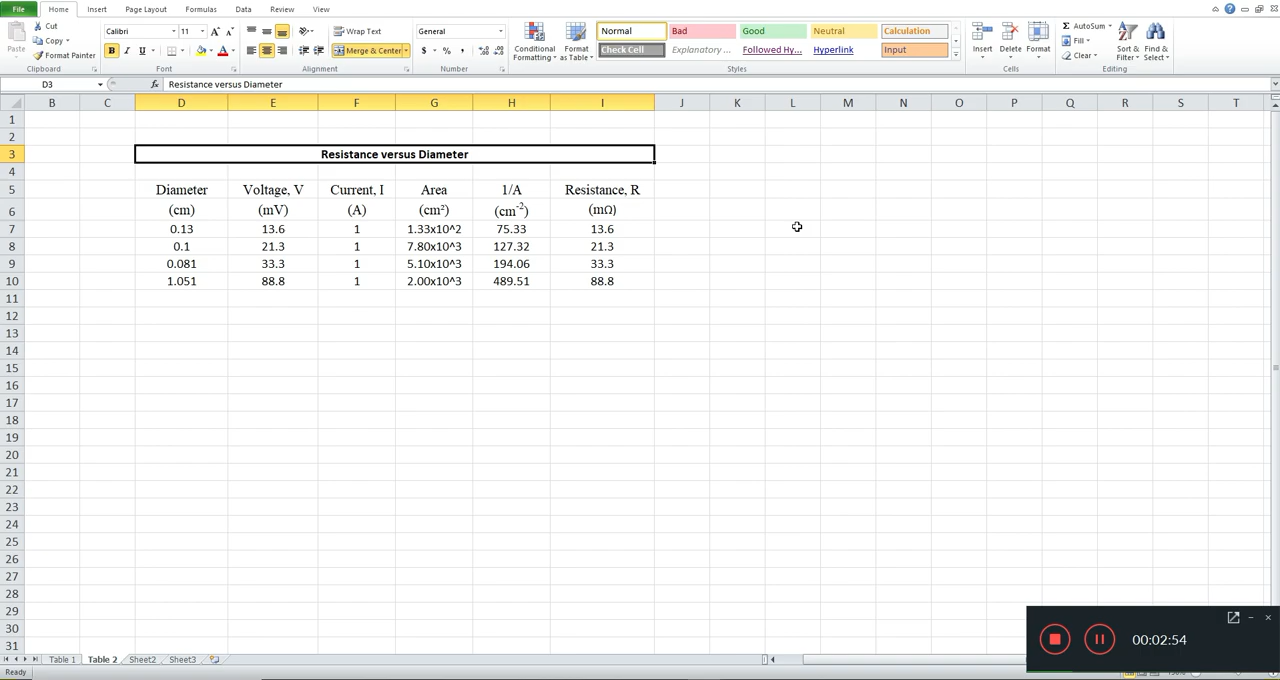 File Home Insert Page Layout Formulas Data Review View
Paste Cut Copy Format Painter Clipboard
Calibri 11 B I U A Font
Wrap Text Merge & Center Alignment
General $ % , Number
Conditional Formatting Format as Table
Normal Bad Good Neutral Calculation
Check Cell Explanatory ... Followed Hy... Hyperlink Input
Styles
Insert Delete Format Cells
Σ AutoSum Fill Clear Sort & Filter Find & Select Editing
D3 fx Resistance versus Diameter
B C D E F G H I J K L M N O P Q R S T
1
2
3 Resistance versus Diameter
4
5 Diameter Voltage, V Current, I Area 1/A Resistance, R
6 (cm) (mV) (A) (cm²) (cm⁻²) (mΩ)
7 0.13 13.6 1 1.33x10^2 75.33 13.6
8 0.1 21.3 1 7.80x10^3 127.32 21.3
9 0.081 33.3 1 5.10x10^3 194.06 33.3
10 1.051 88.8 1 2.00x10^3 489.51 88.8
11
12
13
14
15
16
17
18
19
20
21
22
23
24
25
26
27
28
29
30
31
00:02:54
Table 1 Table 2 Sheet2 Sheet3
Ready